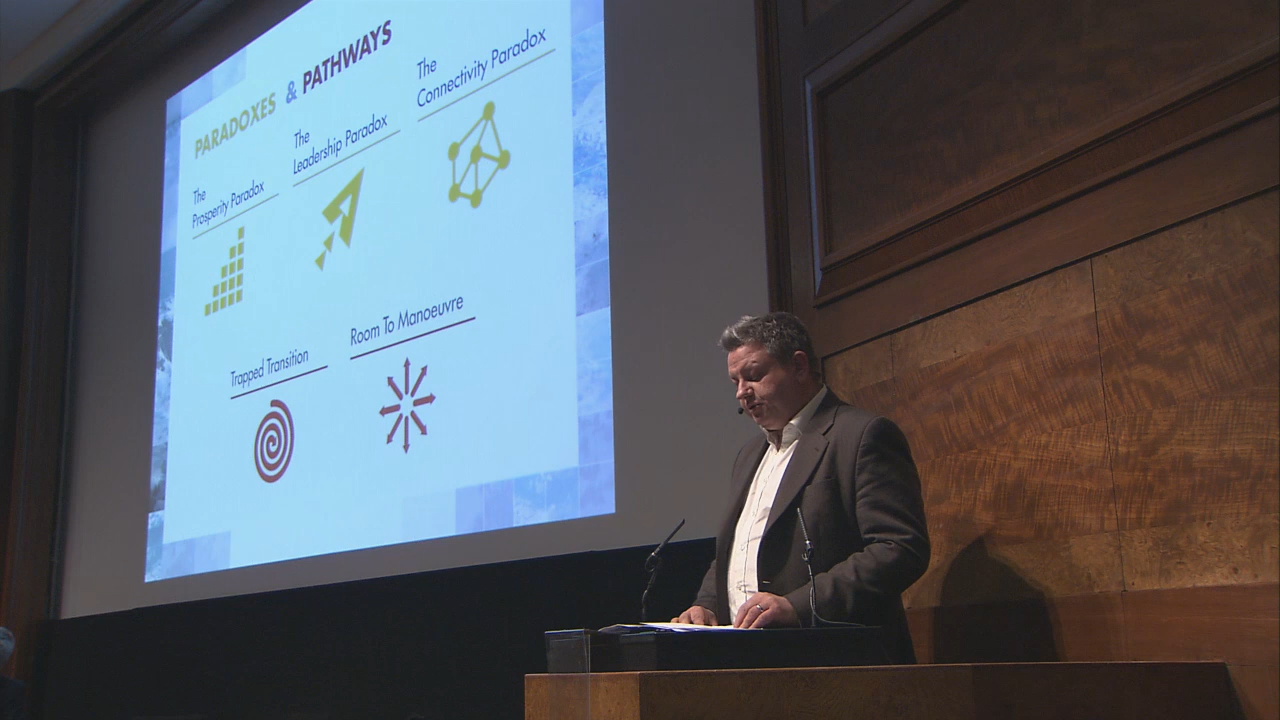 PARADOXES & PATHWAYS
The
Prosperity Paradox
The
Leadership Paradox
The
Connectivity Paradox
Trapped Transition
Room To Manoeuvre